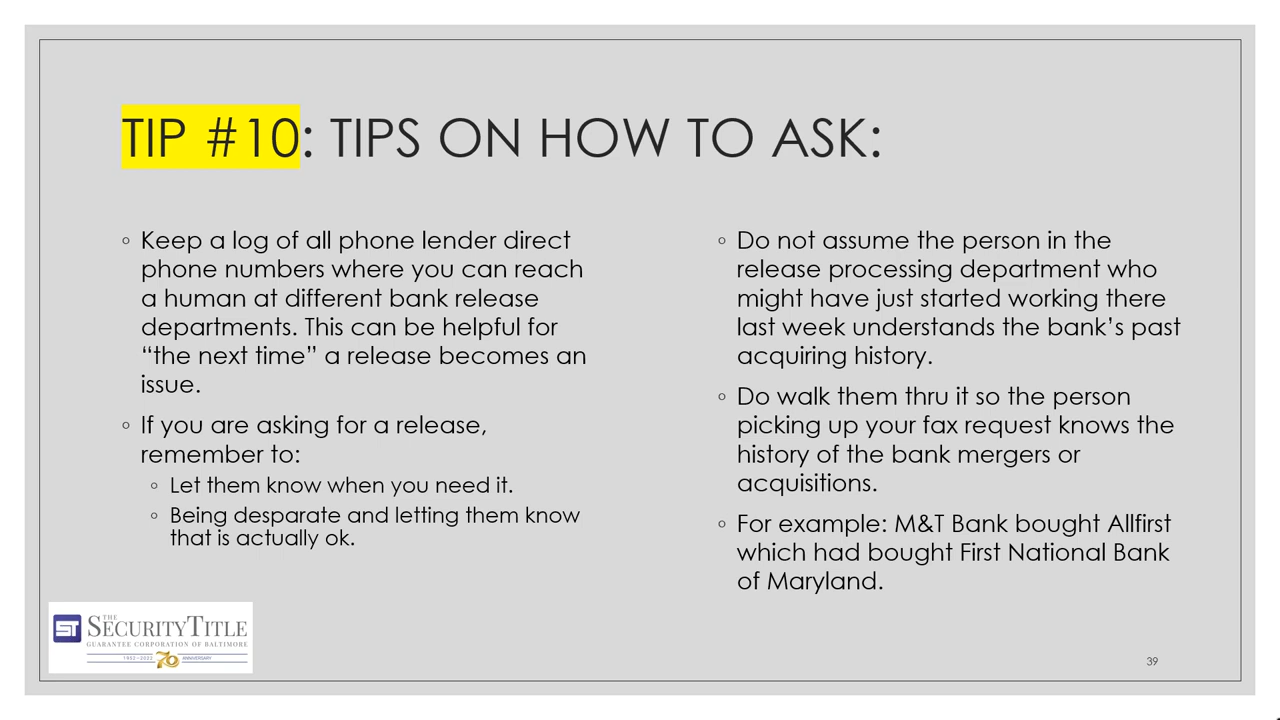 TIP #10: TIPS ON HOW TO ASK:
◦ Keep a log of all phone lender direct
phone numbers where you can reach
a human at different bank release
departments. This can be helpful for
“the next time” a release becomes an
issue.
◦ If you are asking for a release,
remember to:
◦ Let them know when you need it.
◦ Being desparate and letting them know
that is actually ok.
◦ Do not assume the person in the
release processing department who
might have just started working there
last week understands the bank’s past
acquiring history.
◦ Do walk them thru it so the person
picking up your fax request knows the
history of the bank mergers or
acquisitions.
◦ For example: M&T Bank bought Allfirst
which had bought First National Bank
of Maryland.
ST THE SECURITYTITLE
GUARANTEE CORPORATION OF BALTIMORE
1952–2022 70 ANNIVERSARY
39